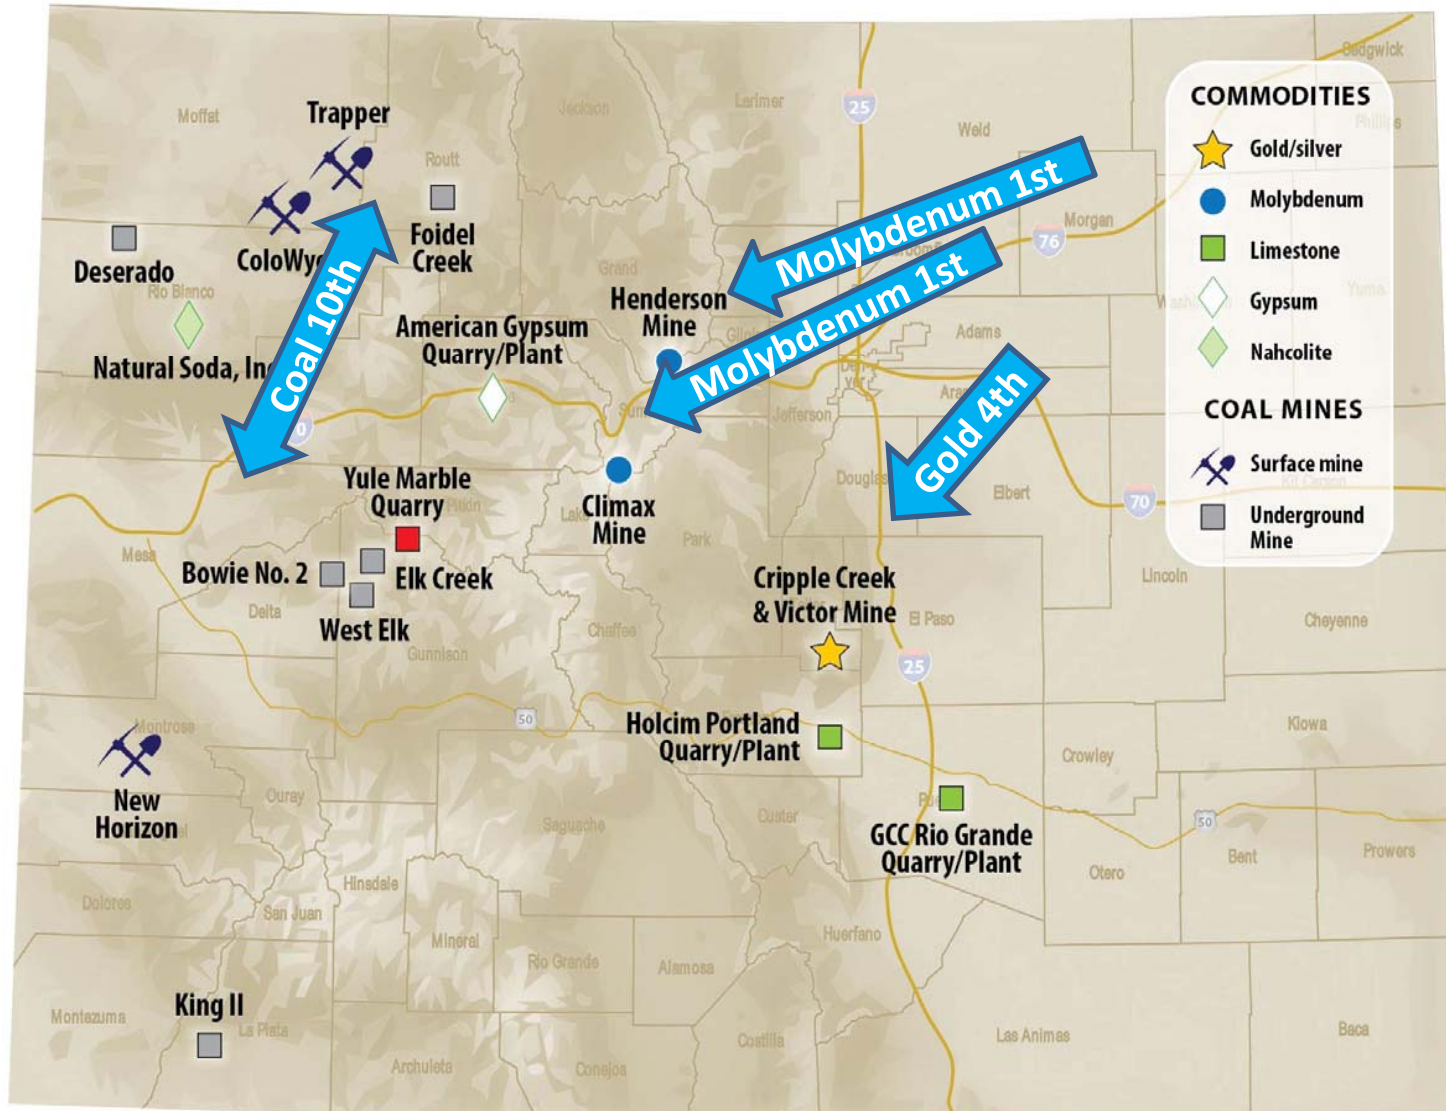 Sedgwick
Moffat
Trapper
Jackson
Larimer
25
Weld
Phillips
Routt
Molybdenum 1st
Morgan
76
Foidel
Creek
ColoWyo
Deserado
Rio Blanco
Coal 10th
Grand
Molybdenum 1st
Yuma
Henderson
Mine
American Gypsum
Quarry/Plant
Natural Soda, Inc
Adams
Jefferson
Gold 4th
Yule Marble
Quarry
Pitkin
Climax
Mine
Lake
Douglas
Elbert
70
Mesa
Park
Bowie No. 2
Elk Creek
Cripple Creek
& Victor Mine
Lincoln
Delta
West Elk
Chaffee
El Paso
Cheyenne
Gunnison
25
Montrose
50
Holcim Portland
Quarry/Plant
Kiowa
Crowley
New
Horizon
Ouray
Saguache
Custer
50
GCC Rio Grande
Quarry/Plant
Bent
Prowers
Otero
Hinsdale
Dolores
San Juan
Mineral
Huerfano
Rio Grande
Alamosa
King II
Montezuma
La Plata
Archuleta
Conejos
Costilla
Las Animas
Baca
COMMODITIES
Gold/silver
Molybdenum
Limestone
Gypsum
Nahcolite
COAL MINES
Surface mine
Underground
Mine